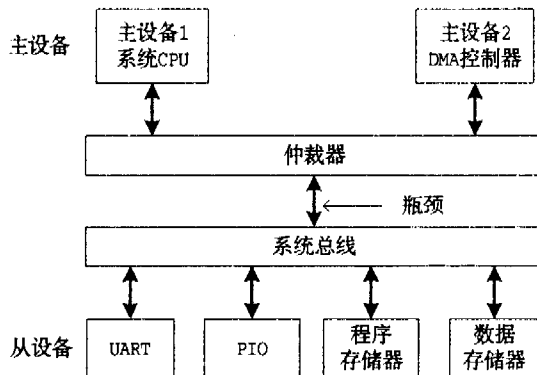 主设备
主设备1
系统CPU
主设备2
DMA控制器
仲裁器
瓶颈
系统总线
从设备
UART
PIO
程序
存储器
数据
存储器